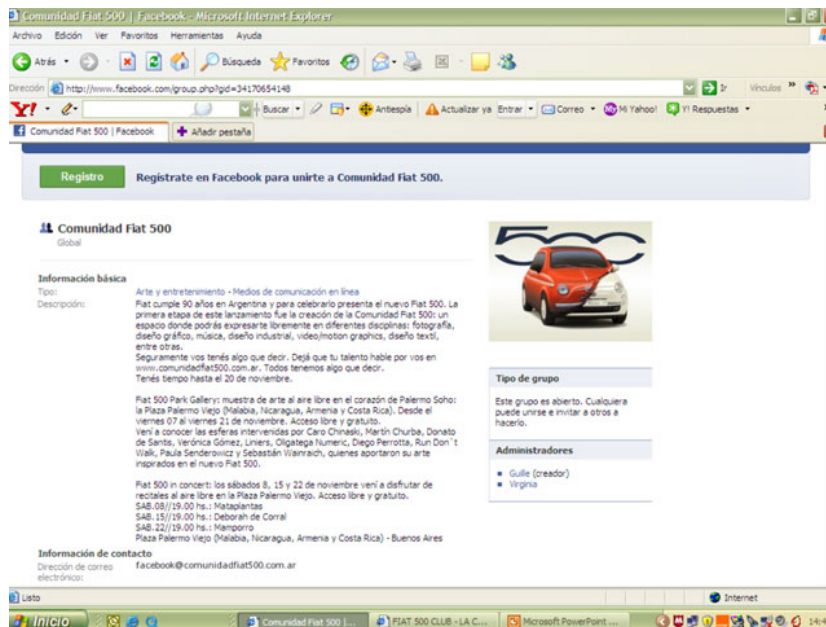 Comunidad Fiat 500 | Facebook - Microsoft Internet Explorer
Archivo Edición Ver Favoritos Herramientas Ayuda
Atrás Búsqueda Favoritos
Dirección http://www.facebook.com/group.php?gid=34170654148 Ir Vínculos »
Y! Buscar Antiespía Actualizar ya Entrar Correo Mi Yahoo! Y! Respuestas
Comunidad Fiat 500 | Facebook Añadir pestaña
Registro Regístrate en Facebook para unirte a Comunidad Fiat 500.
Comunidad Fiat 500
Global
Información básica
Tipo: Arte y entretenimiento - Medios de comunicación en línea
Descripción: Fiat cumple 90 años en Argentina y para celebrarlo presenta el nuevo Fiat 500. La
primera etapa de este lanzamiento fue la creación de la Comunidad Fiat 500: un
espacio donde podrás expresarte libremente en diferentes disciplinas: fotografía,
diseño gráfico, música, diseño industrial, video/motion graphics, diseño textil,
entre otras.
Seguramente vos tenés algo que decir. Dejá que tu talento hable por vos en
www.comunidadfiat500.com.ar. Todos tenemos algo que decr.
Tenés tiempo hasta el 20 de noviembre.
Fiat 500 Park Gallery: muestra de arte al aire libre en el corazón de Palermo Soho:
la Plaza Palermo Viejo (Malabia, Nicaragua, Armenia y Costa Rica). Desde el
viernes 07 al viernes 21 de noviembre. Acceso libre y gratuito.
Vení a conocer las esferas intervenidas por Caro Chinaski, Martín Churba, Donato
de Santis, Verónica Gómez, Liniers, Oligatega Numeric, Diego Perrotta, Run Don`t
Walk, Paula Senderowicz y Sebastián Wainraich, quienes aportaron su arte
inspirados en el nuevo Fiat 500.
Fiat 500 in concert: los sábados 8, 15 y 22 de noviembre vení a disfrutar de
recitales al aire libre en la Plaza Palermo Viejo. Acceso libre y gratuito.
SAB.08//19.00 hs.: Mataplantas
SAB.15//19.00 hs.: Deborah de Corral
SAB.22//19.00 hs.: Mamporro
Plaza Palermo Viejo (Malabia, Nicaragua, Armenia y Costa Rica) - Buenos Aires
Información de contacto
Dirección de correo facebook@comunidadfiat500.com.ar
electrónico:
500
Tipo de grupo
Este grupo es abierto. Cualquiera
puede unirse e invitar a otros a
hacerlo.
Administradores
Guille (creador)
Virginia
Listo Internet
Inicio Comunidad Fiat 500 |... FIAT 500 CLUB -LA C... Microsoft PowerPoint ...